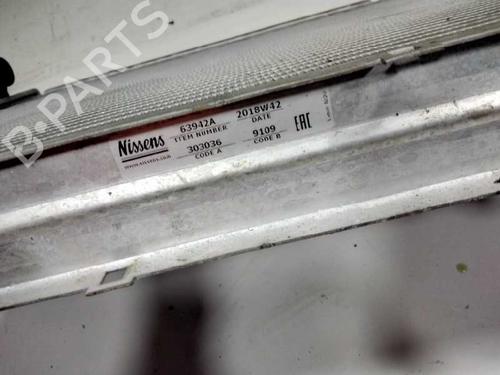 B-PARTS
Nissens
www.nissens.com
63942A
ITEM NUMBER
2018W42
DATE
303036
CODE A
9109
CODE B
EAC